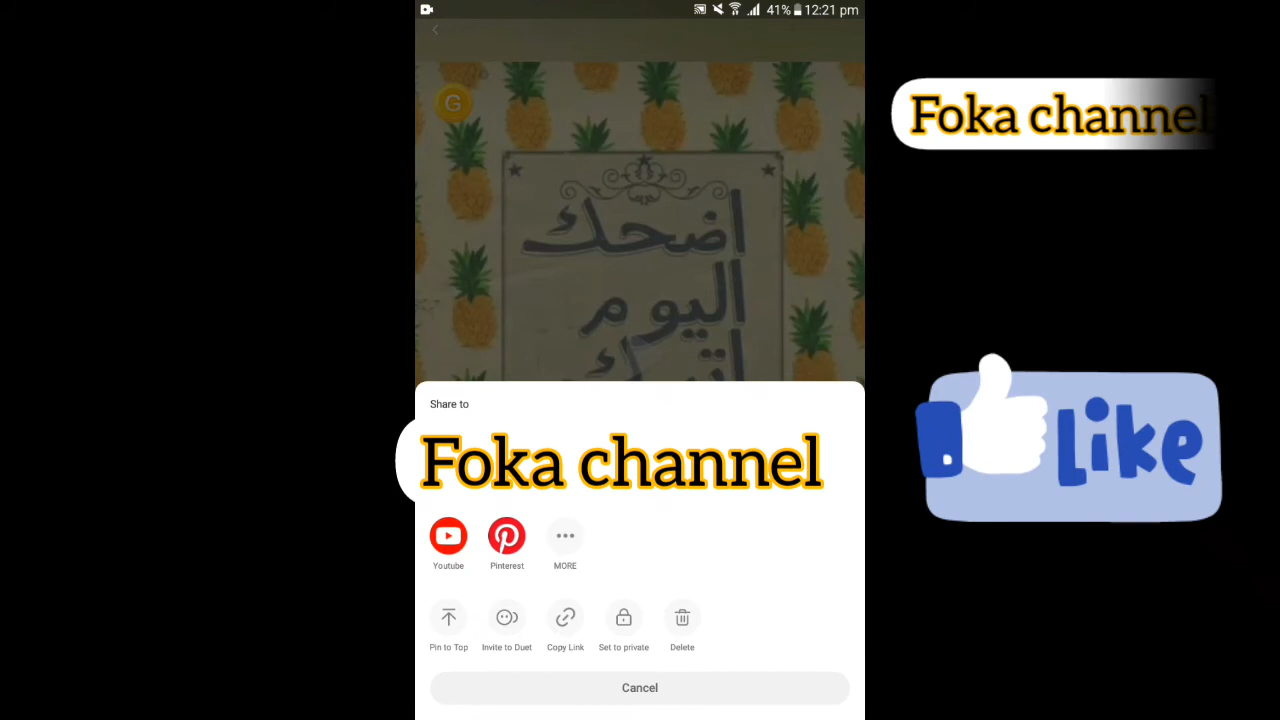 41% 12:21 pm
G
اضحك
اليوم
Share to
Foka channel
Youtube
Pinterest
MORE
Pin to Top
Invite to Duet
Copy Link
Set to private
Delete
Cancel
Foka channel
Like